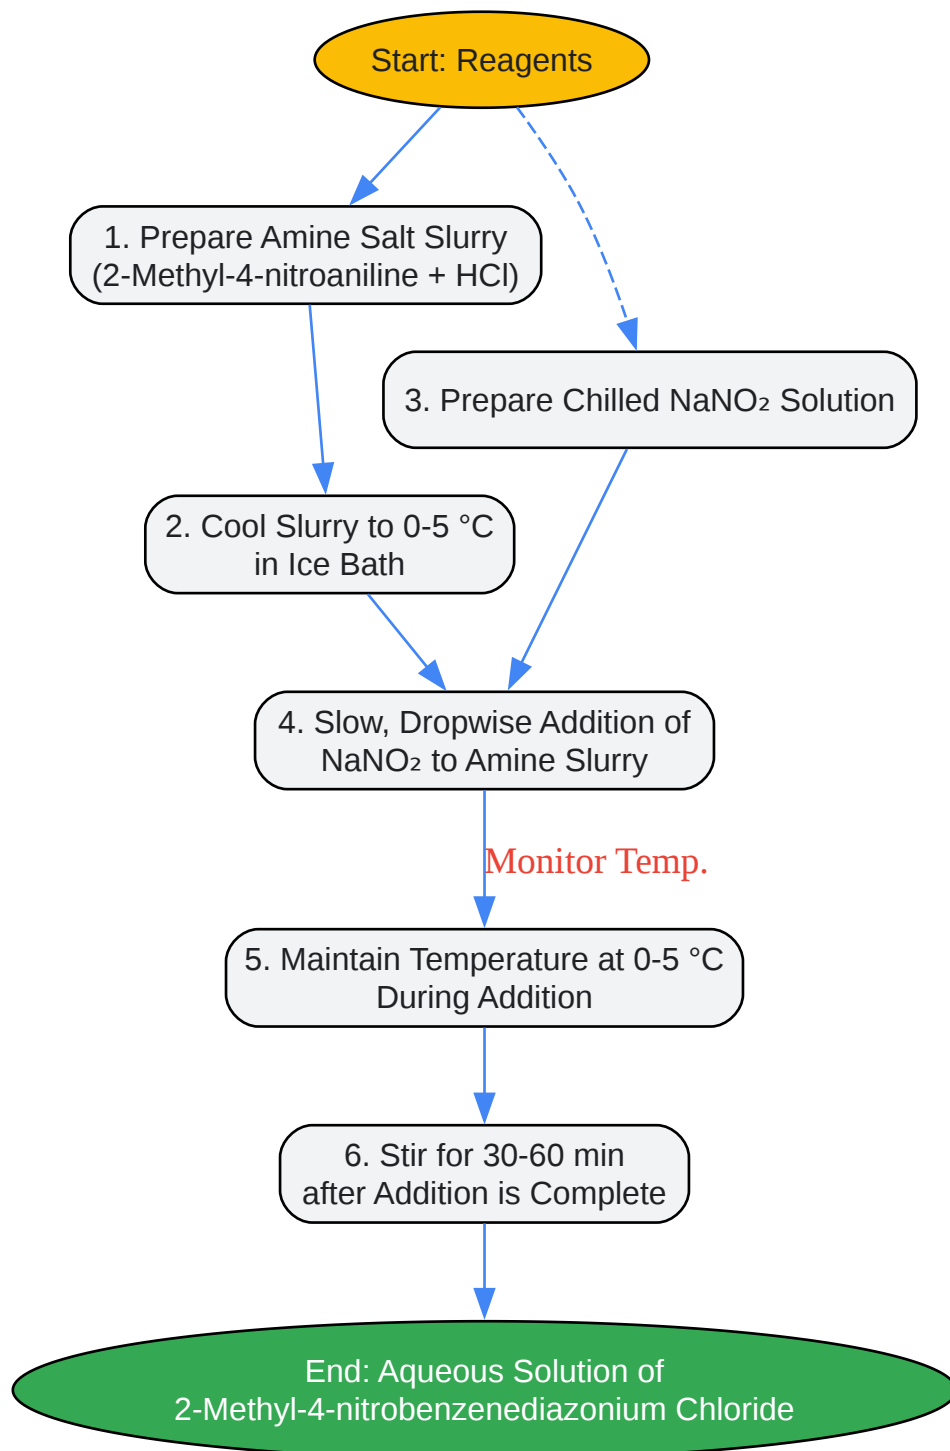 Start: Reagents
1. Prepare Amine Salt Slurry
(2-Methyl-4-nitroaniline + HCl)
3. Prepare Chilled NaNO₂ Solution
2. Cool Slurry to 0-5 °C
in Ice Bath
4. Slow, Dropwise Addition of
NaNO₂ to Amine Slurry
Monitor Temp.
5. Maintain Temperature at 0-5 °C
During Addition
6. Stir for 30-60 min
after Addition is Complete
End: Aqueous Solution of
2-Methyl-4-nitrobenzenediazonium Chloride